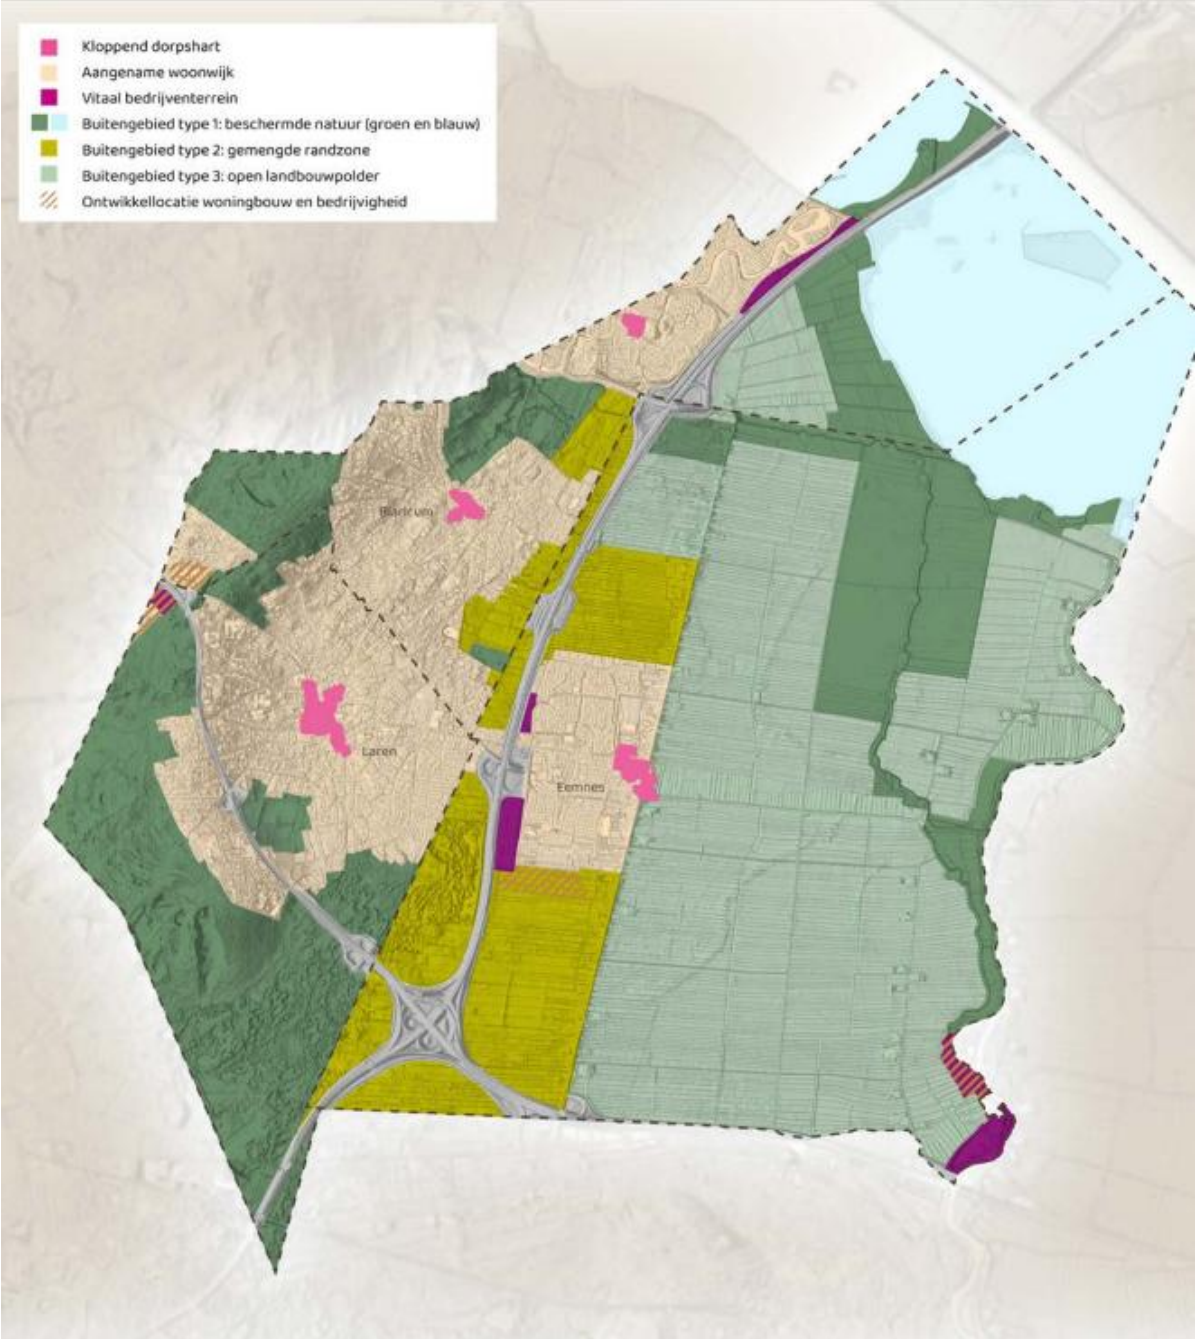 Kloppend dorpshart
Aangename woonwijk
Vitaal bedrijventerrein
Buitengebied type 1: beschermde natuur (groen en blauw)
Buitengebied type 2: gemengde randzone
Buitengebied type 3: open landbouwpolder
Ontwikkellocatie woningbouw en bedrijvigheid
Blaricum
Laren
Eemnes